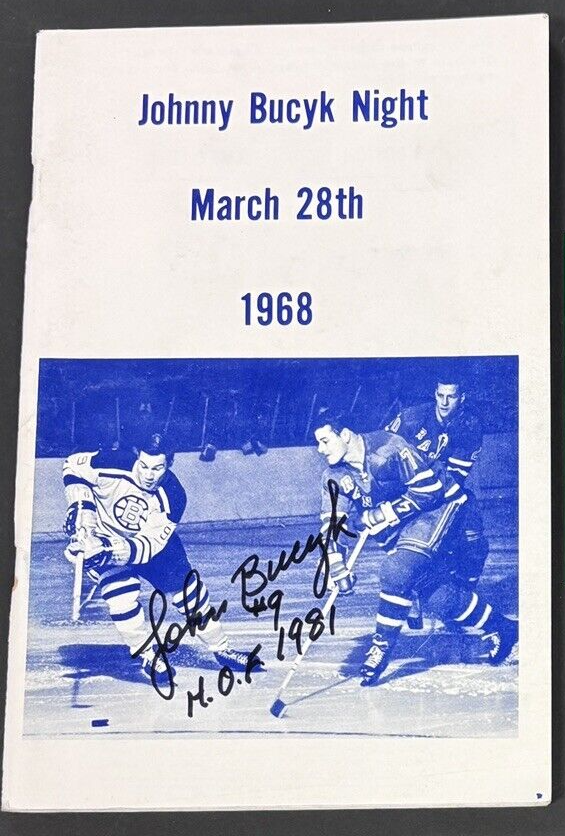 Johnny Bucyk Night
March 28th
1968
John Bucyk
#9
H.O.F. 1981